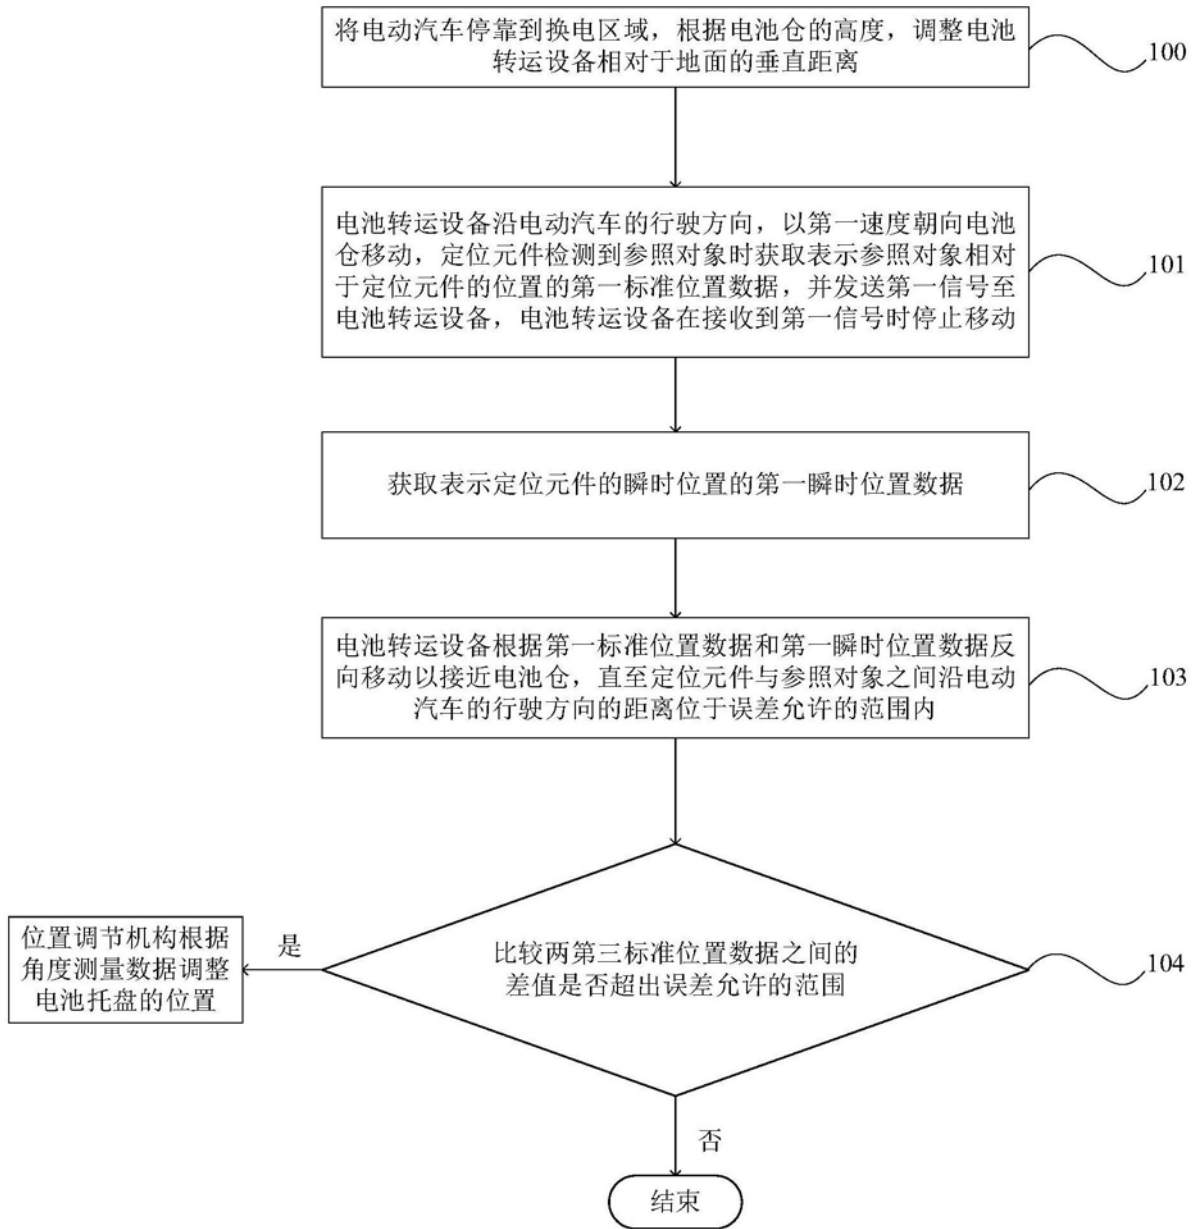 将电动汽车停靠到换电区域，根据电池仓的高度，调整电池
转运设备相对于地面的垂直距离
100
电池转运设备沿电动汽车的行驶方向，以第一速度朝向电池
仓移动，定位元件检测到参照对象时获取表示参照对象相对
于定位元件的位置的第一标准位置数据，并发送第一信号至
电池转运设备，电池转运设备在接收到第一信号时停止移动
101
获取表示定位元件的瞬时位置的第一瞬时位置数据
102
电池转运设备根据第一标准位置数据和第一瞬时位置数据反
向移动以接近电池仓，直至定位元件与参照对象之间沿电动
汽车的行驶方向的距离位于误差允许的范围内
103
比较两第三标准位置数据之间的
差值是否超出误差允许的范围
104
是
位置调节机构根据
角度测量数据调整
电池托盘的位置
否
结束